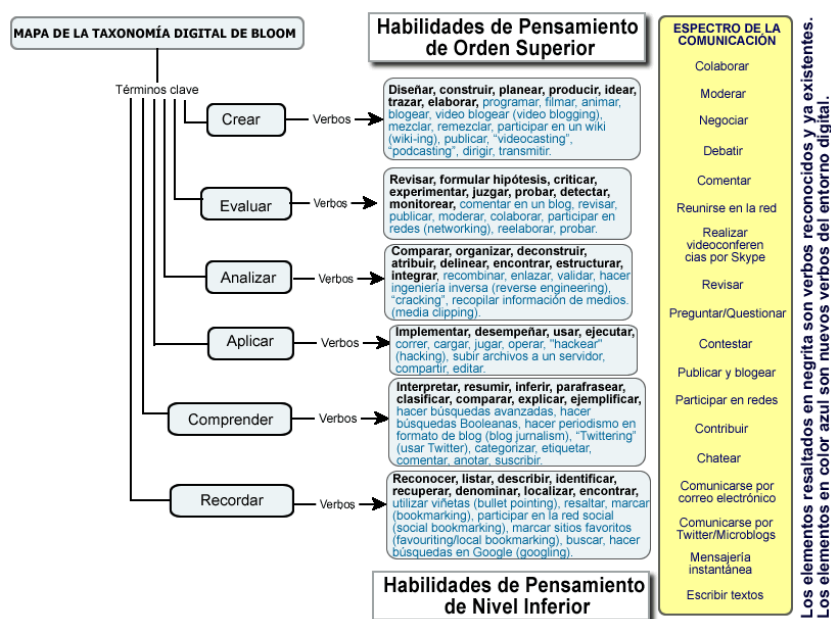 MAPA DE LA TAXONOMÍA DIGITAL DE BLOOM
Habilidades de Pensamiento
de Orden Superior
Términos clave
Crear
Verbos
Diseñar, construir, planear, producir, idear,
trazar, elaborar, programar, filmar, animar,
blogear, video blogear (video blogging),
mezclar, remezclar, participar en un wiki
(wiki-ing), publicar, "videocasting",
"podcasting", dirigir, transmitir.
Evaluar
Verbos
Revisar, formular hipótesis, criticar,
experimentar, juzgar, probar, detectar,
monitorear, comentar en un blog, revisar,
publicar, moderar, colaborar, participar en
redes (networking), reelaborar, probar.
Analizar
Verbos
Comparar, organizar, deconstruir,
atribuir, delinear, encontrar, estructurar,
integrar, recombinar, enlazar, validar, hacer
ingeniería inversa (reverse engineering),
"cracking", recopilar información de medios.
(media clipping).
Aplicar
Verbos
Implementar, desempeñar, usar, ejecutar,
correr, cargar, jugar, operar, "hackear"
(hacking), subir archivos a un servidor,
compartir, editar.
Comprender
Verbos
Interpretar, resumir, inferir, parafrasear,
clasificar, comparar, explicar, ejemplificar,
hacer búsquedas avanzadas, hacer
búsquedas Booleanas, hacer periodismo en
formato de blog (blog jurnalism), "Twittering"
(usar Twitter), categorizar, etiquetar,
comentar, anotar, suscribir.
Recordar
Verbos
Reconocer, listar, describir, identificar,
recuperar, denominar, localizar, encontrar,
utilizar viñetas (bullet pointing), resaltar, marcar
(bookmarking), participar en la red social
(social bookmarking), marcar sitios favoritos
(favouriting/local bookmarking), buscar, hacer
búsquedas en Google (googling).
Habilidades de Pensamiento
de Nivel Inferior
ESPECTRO DE LA
COMUNICACIÓN
Colaborar
Moderar
Negociar
Debatir
Comentar
Reunirse en la red
Realizar
videoconferen
cias por Skype
Revisar
Preguntar/Questionar
Contestar
Publicar y blogear
Participar en redes
Contribuir
Chatear
Comunicarse por
correo electrónico
Comunicarse por
Twitter/Microblogs
Mensajería
instantânea
Escribir textos
Los elementos resaltados en negrita son verbos reconocidos y ya existentes.
Los elementos en color azul son nuevos verbos del entorno digital.